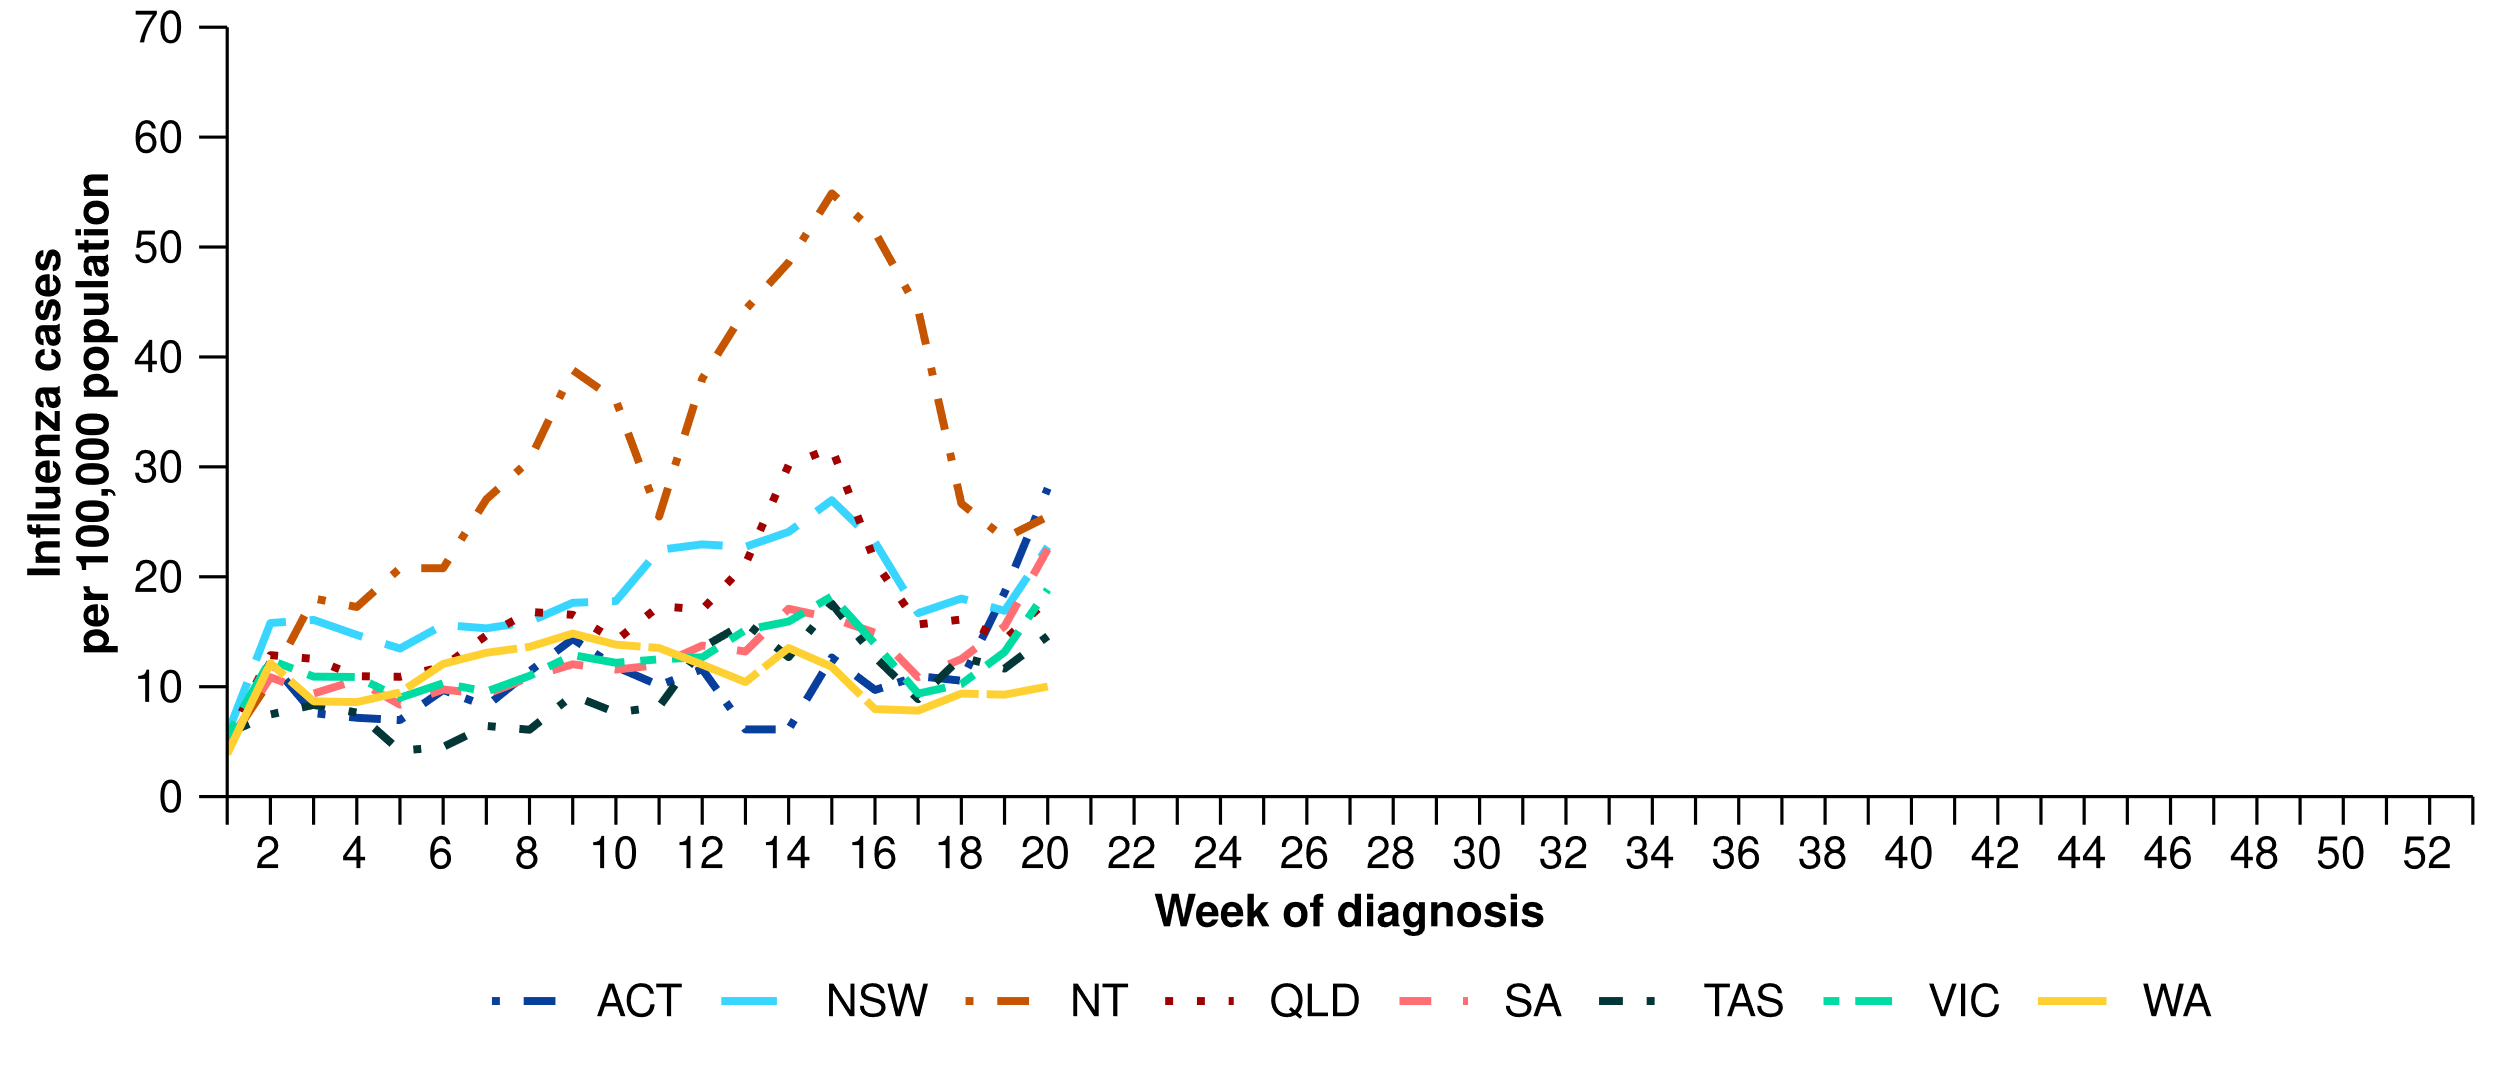 Influenza cases
per 100,000 population
70
60
50
40
30
20
10
0
2 4 6 8 10 12 14 16 18 20 22 24 26 28 30 32 34 36 38 40 42 44 46 48 50 52
Week of diagnosis
ACT NSW NT QLD SA TAS VIC WA